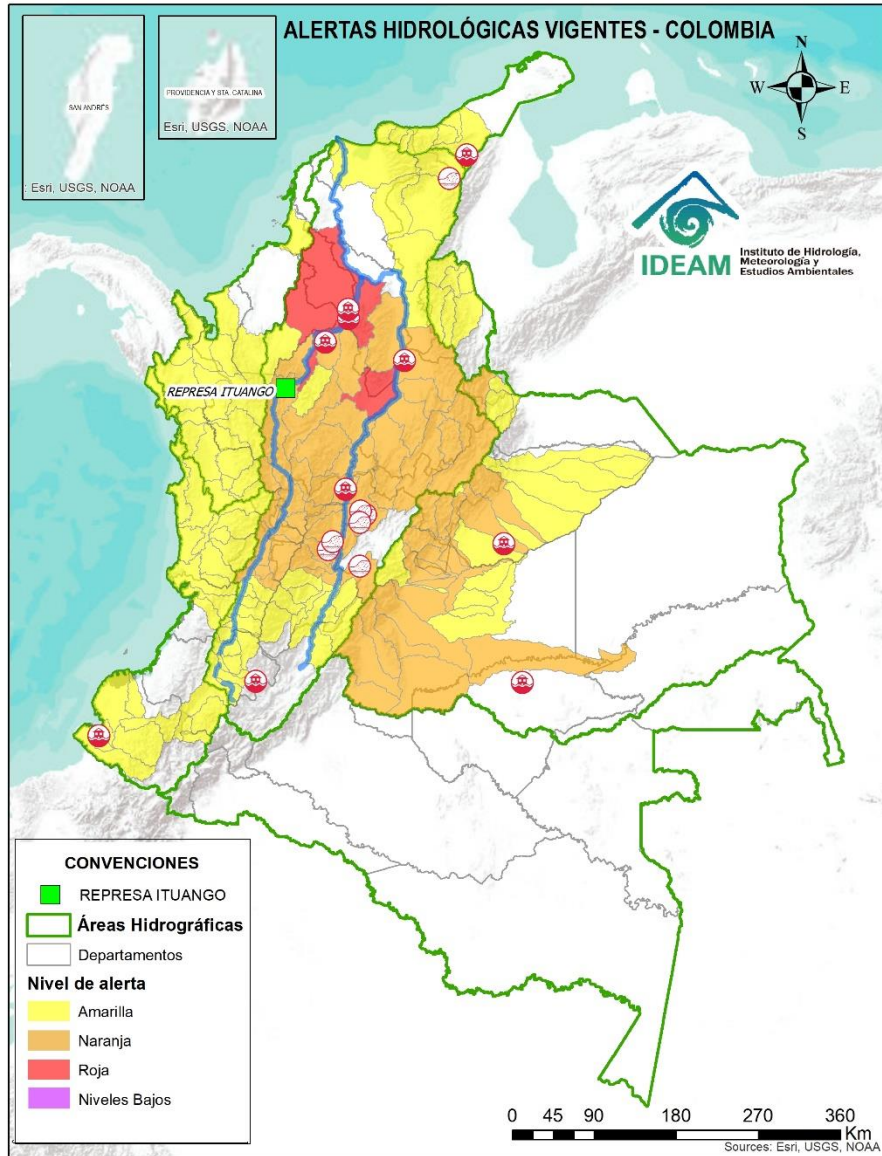 ALERTAS HIDROLÓGICAS VIGENTES - COLOMBIA
SAN ANDRÉS
: Esri, USGS, NOAA
PROVIDENCIA Y STA. CATALINA
Esri, USGS, NOAA
N
W E
S
IDEAM
Instituto de Hidrología,
Meteorología y
Estudios Ambientales
REPRESA ITUANGO
CONVENCIONES
REPRESA ITUANGO
Áreas Hidrográficas
Departamentos
Nivel de alerta
Amarilla
Naranja
Roja
Niveles Bajos
0 45 90 180 270 360
Km
Sources: Esri, USGS, NOAA